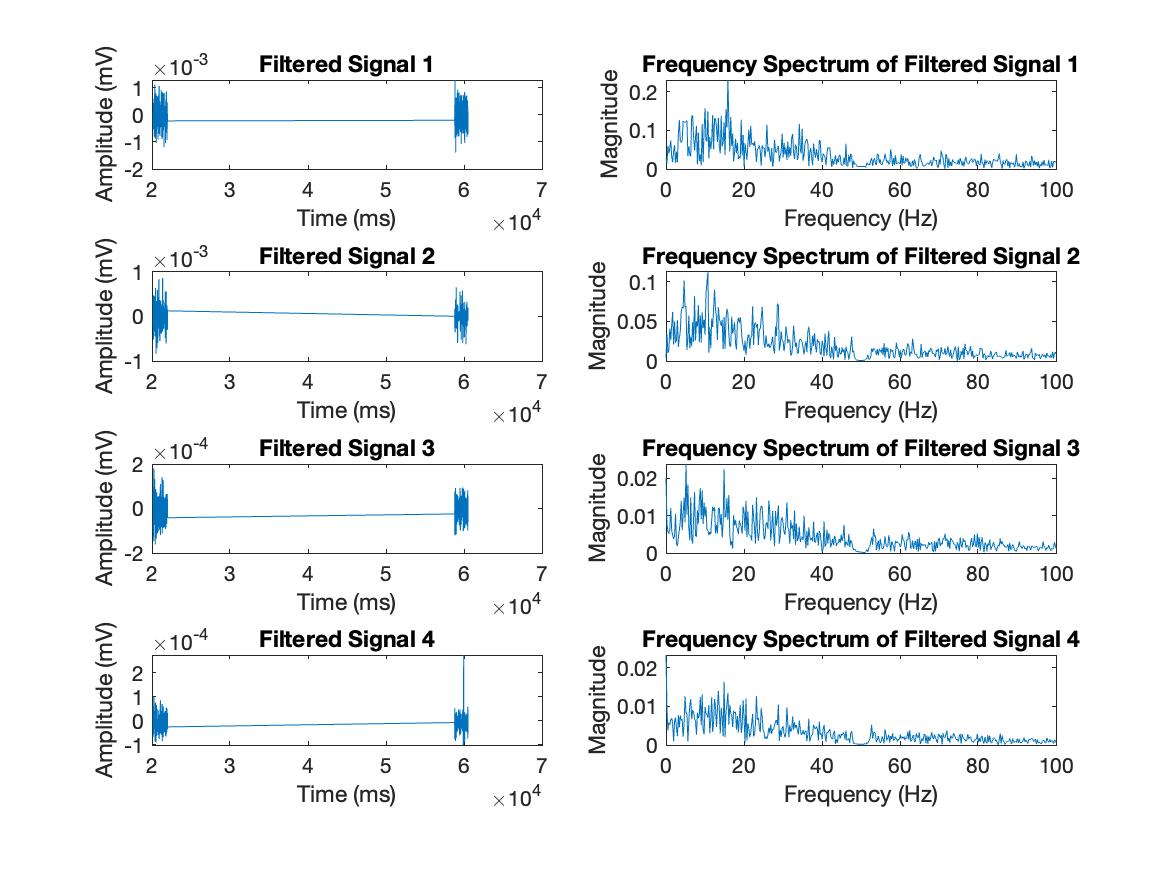 Filtered Signal 1
×10-3
Amplitude (mV)
1
0
-1
-2
2 3 4 5 6 7
Time (ms)
×104
Frequency Spectrum of Filtered Signal 1
Magnitude
0.2
0.1
0
0 20 40 60 80 100
Frequency (Hz)
Filtered Signal 2
×10-3
Amplitude (mV)
1
0
-1
2 3 4 5 6 7
Time (ms)
×104
Frequency Spectrum of Filtered Signal 2
Magnitude
0.1
0.05
0
0 20 40 60 80 100
Frequency (Hz)
Filtered Signal 3
×10-4
Amplitude (mV)
2
0
-2
2 3 4 5 6 7
Time (ms)
×104
Frequency Spectrum of Filtered Signal 3
Magnitude
0.02
0.01
0
0 20 40 60 80 100
Frequency (Hz)
Filtered Signal 4
×10-4
Amplitude (mV)
2
1
0
-1
2 3 4 5 6 7
Time (ms)
×104
Frequency Spectrum of Filtered Signal 4
Magnitude
0.02
0.01
0
0 20 40 60 80 100
Frequency (Hz)